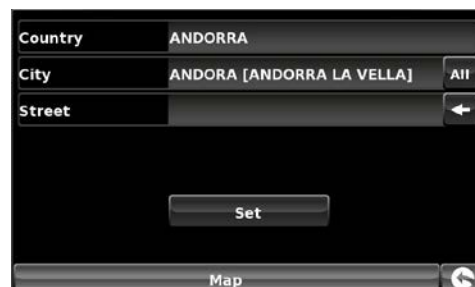 Country ANDORRA
City ANDORA [ANDORRA LA VELLA] All
Street
Set
Map